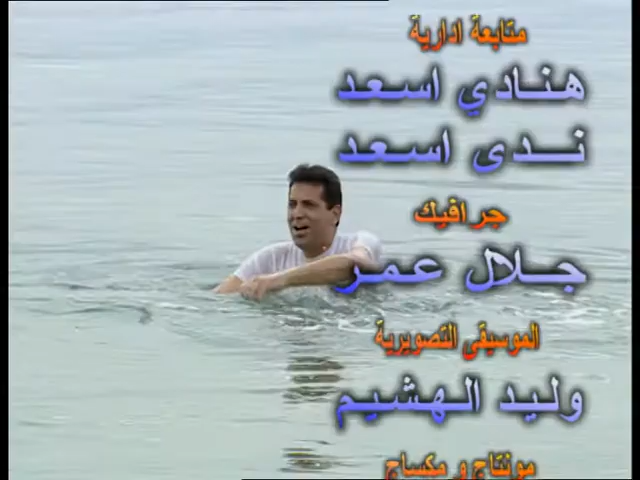 متابعة ادارية
هنادي اسعد
ندى اسعد
جرافيك
جلال عمر
الموسيقى التصويرية
وليد الهشيم
مونتاج و مكساج